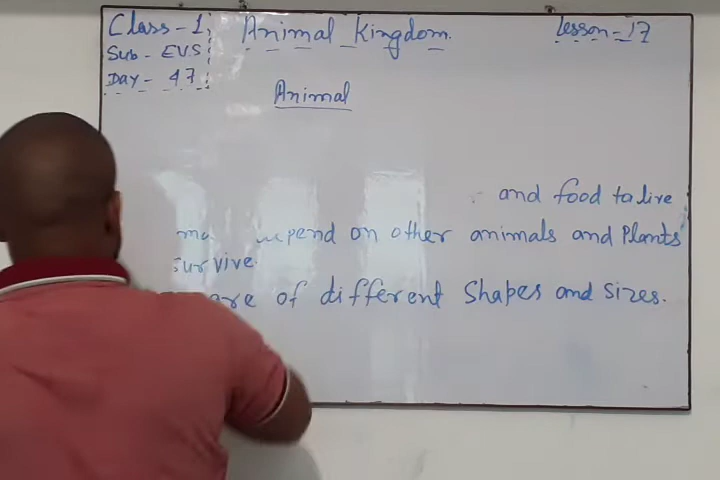 Class - 1 Animal Kingdom. Lesson - 17
Sub - EVS
Day - 47
Animal
and food to live
depend on other animals and Plants
survive.
are of different Shapes and sizes.